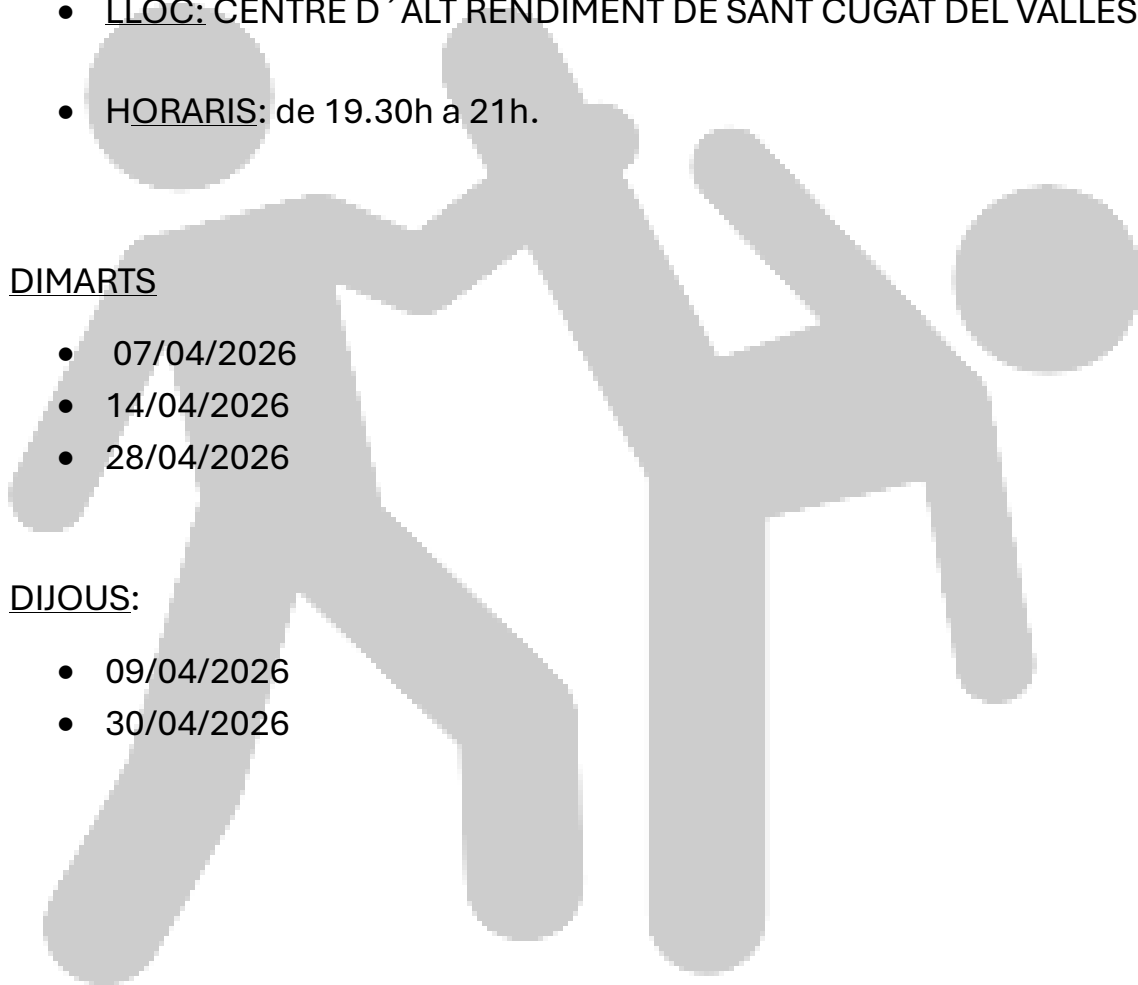 • LLOC: CENTRE D´ALT RENDIMENT DE SANT CUGAT DEL VALLES
• HORARIS: de 19.30h a 21h.
DIMARTS
• 07/04/2026
• 14/04/2026
• 28/04/2026
DIJOUS:
• 09/04/2026
• 30/04/2026